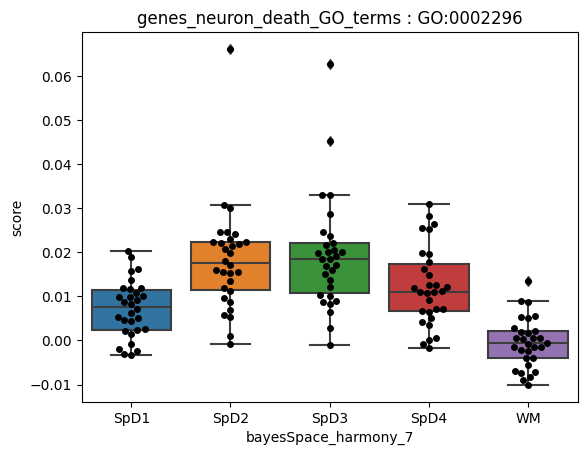 genes_neuron_death_GO_terms : GO:0002296
0.06
0.05
0.04
0.03
0.02
0.01
0.00
−0.01
score
SpD1 SpD2 SpD3 SpD4 WM
bayesSpace_harmony_7